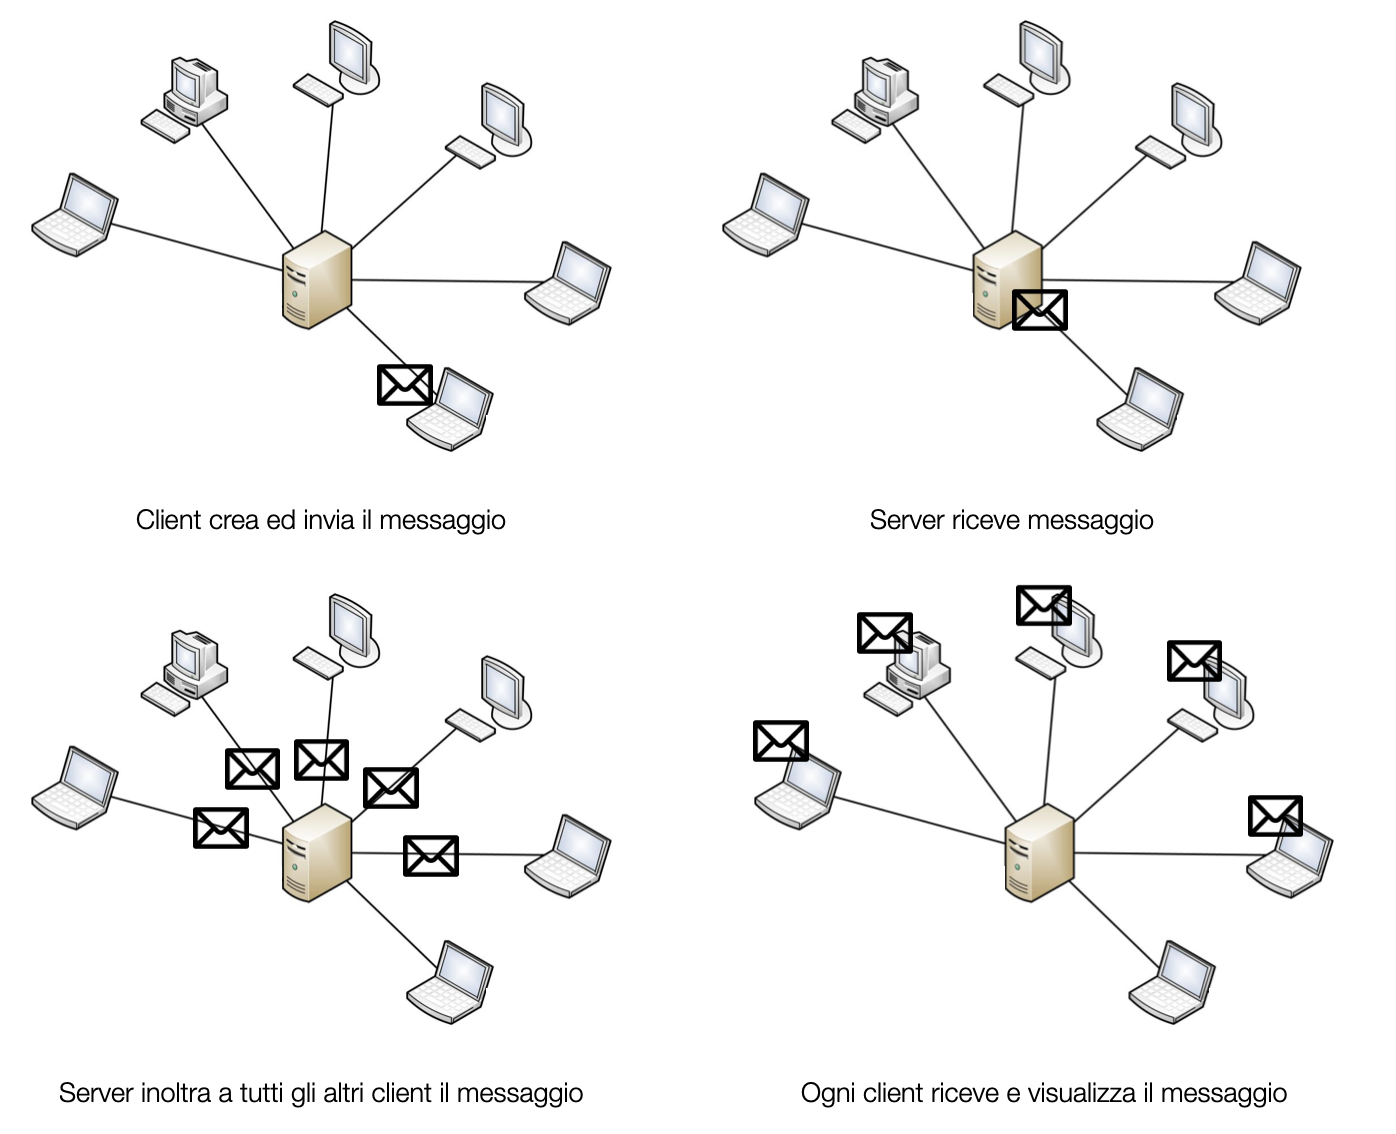 Client crea ed invia il messaggio
Server riceve messaggio
Server inoltra a tutti gli altri client il messaggio
Ogni client riceve e visualizza il messaggio